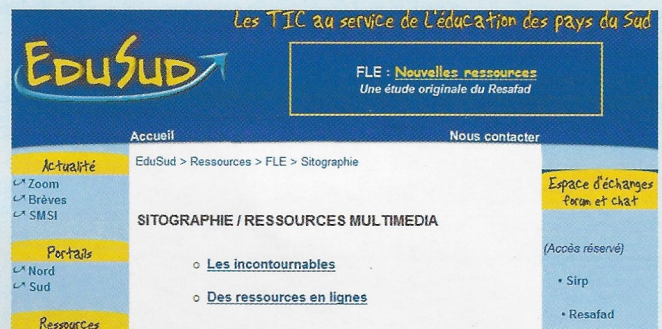 Les TIC au service de L'éducation des pays du Sud
EDUSUD
FLE : Nouvelles ressources
Une étude originale du Resafad
Accueil
Nous contacter
Actualité
Zoom
Brèves
SMSI
Portails
Nord
Sud
Ressources
EduSud > Ressources > FLE > Sitographie
SITOGRAPHIE / RESSOURCES MULTIMEDIA
Les incontournables
Des ressources en lignes
Espace d'échanges
forum et chat
(Accès réservé)
• Sirp
• Resafad